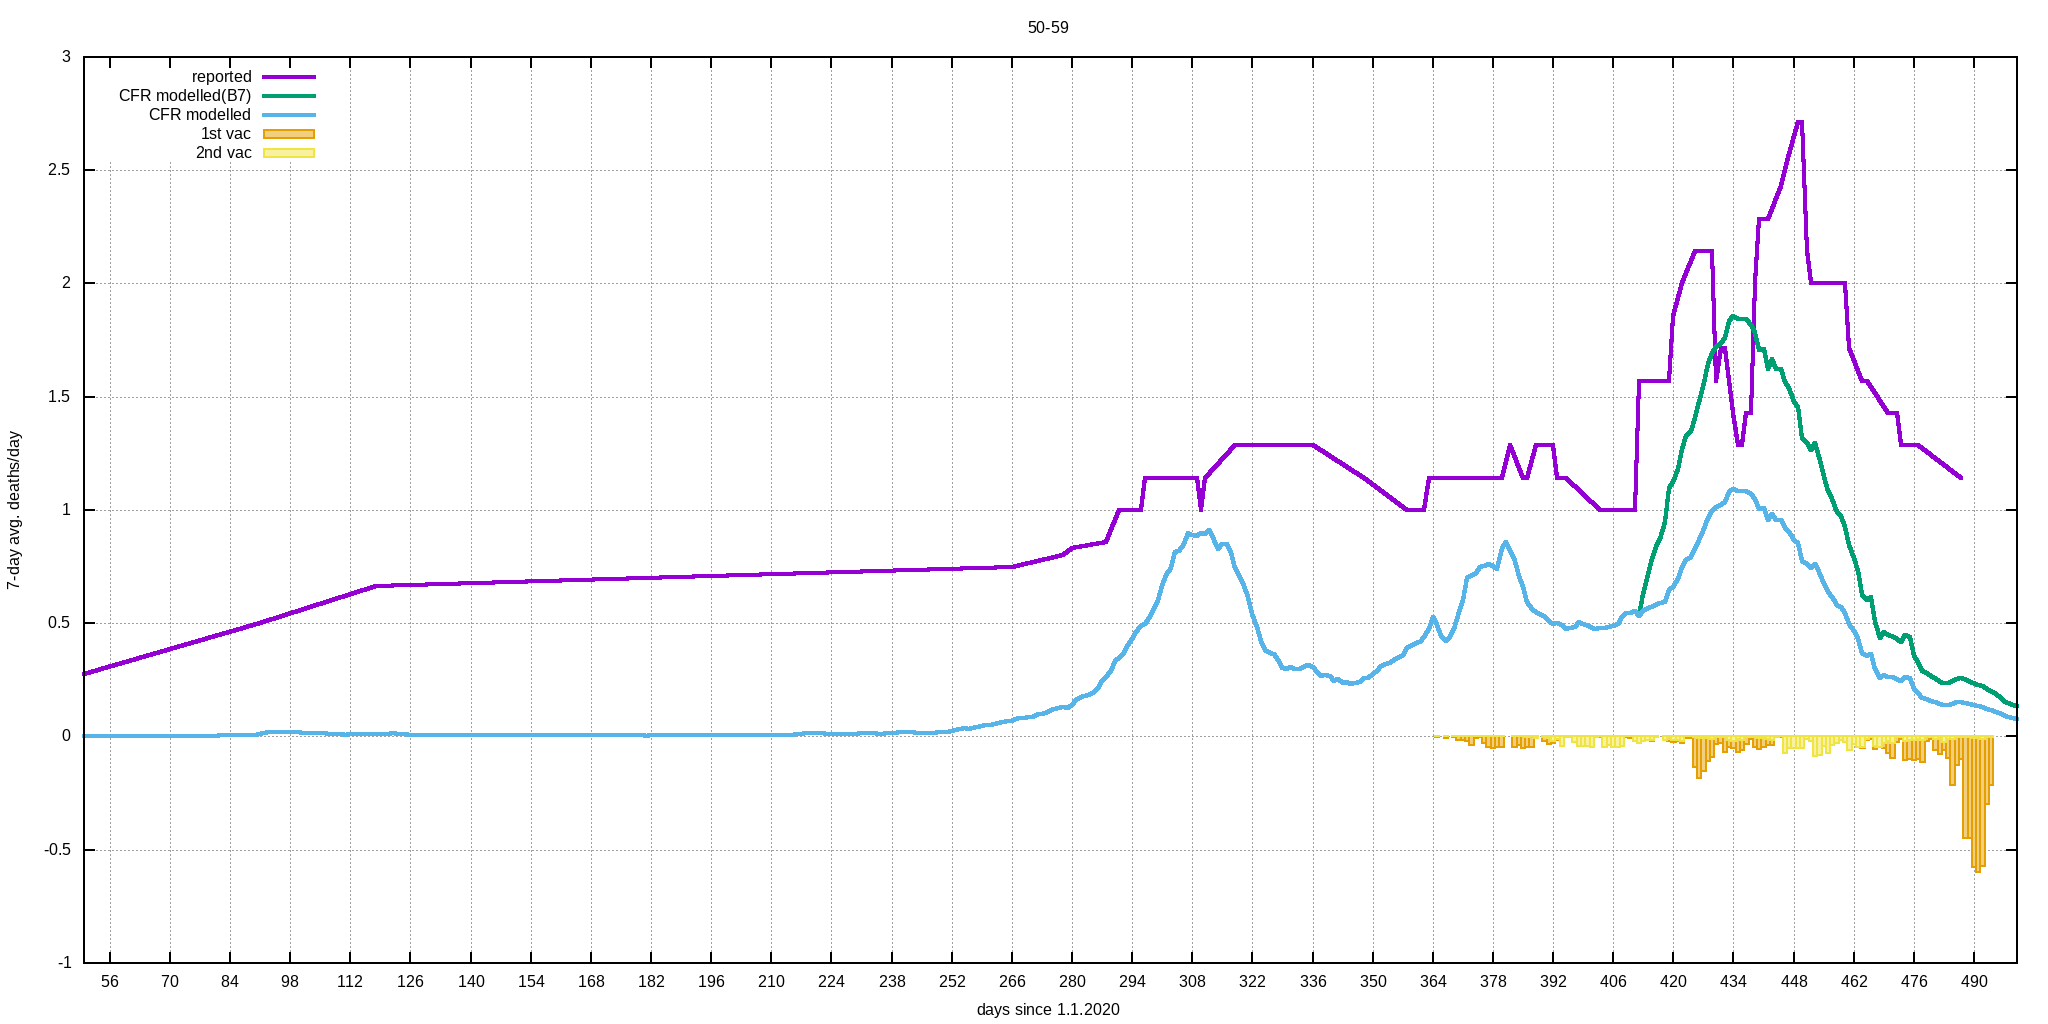 50-59
reported
CFR modelled(B7)
CFR modelled
1st vac
2nd vac
3
2.5
2
1.5
1
0.5
0
-0.5
-1
7-day avg. deaths/day
56 70 84 98 112 126 140 154 168 182 196 210 224 238 252 266 280 294 308 322 336 350 364 378 392 406 420 434 448 462 476 490
days since 1.1.2020